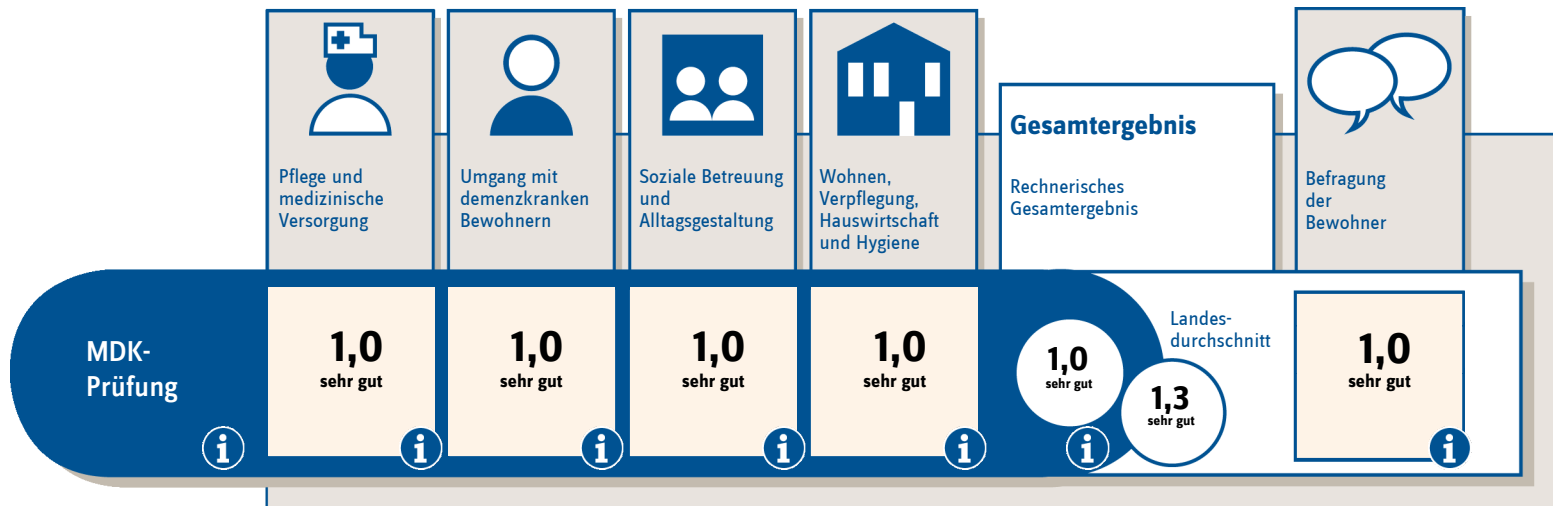 Pflege und
medizinische
Versorgung
Umgang mit
demenzkranken
Bewohnern
Soziale Betreuung
und
Alltagsgestaltung
Wohnen,
Verpflegung,
Hauswirtschaft
und Hygiene
Gesamtergebnis
Rechnerisches
Gesamtergebnis
Befragung
der
Bewohner
MDK-
Prüfung
i
1,0
sehr gut
i
1,0
sehr gut
i
1,0
sehr gut
i
1,0
sehr gut
i
1,0
sehr gut
i
Landes-
durchschnitt
1,3
sehr gut
1,0
sehr gut
i